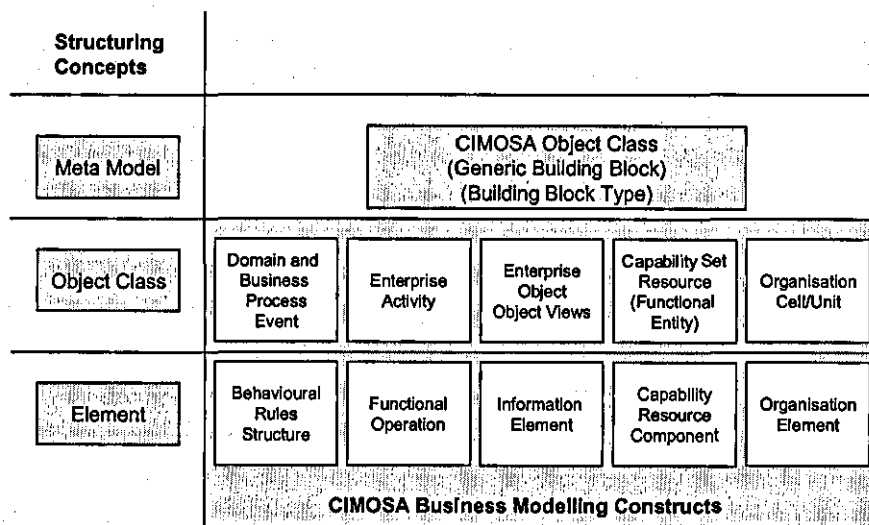 Structuring
Concepts
Meta Model
CIMOSA Object Class
(Generic Building Block)
(Building Block Type)
Object Class
Domain and
Business
Process
Event
Enterprise
Activity
Enterprise
Object
Object Views
Capability Set
Resource
(Functional
Entity)
Organisation
Cell/Unit
Element
Behavioural
Rules
Structure
Functional
Operation
Information
Element
Capability
Resource
Component
Organisation
Element
CIMOSA Business Modelling Constructs